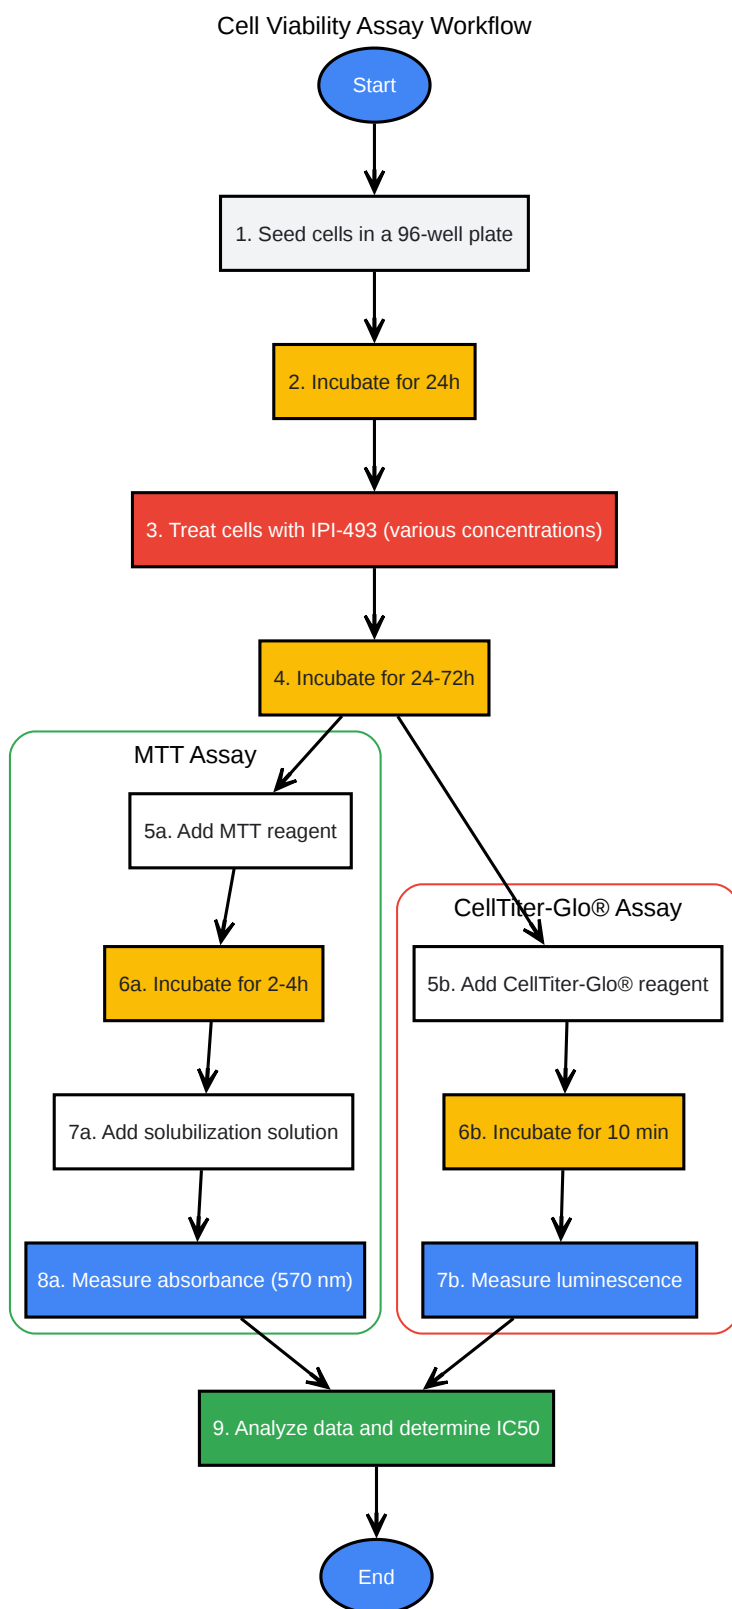 Cell Viability Assay Workflow
Start
1. Seed cells in a 96-well plate
2. Incubate for 24h
3. Treat cells with IPI-493 (various concentrations)
4. Incubate for 24-72h
MTT Assay
5a. Add MTT reagent
6a. Incubate for 2-4h
7a. Add solubilization solution
8a. Measure absorbance (570 nm)
CellTiter-Glo® Assay
5b. Add CellTiter-Glo® reagent
6b. Incubate for 10 min
7b. Measure luminescence
9. Analyze data and determine IC50
End